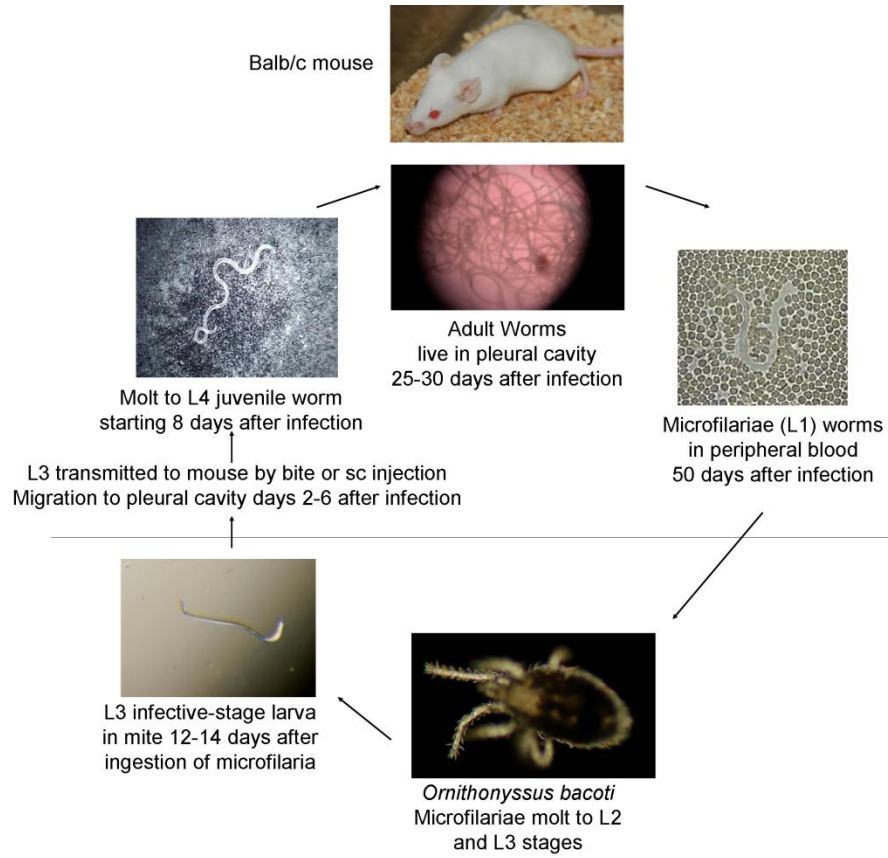 Balb/c mouse
Adult Worms
live in pleural cavity
25-30 days after infection
Microfilariae (L1) worms
in peripheral blood
50 days after infection
Ornithonyssus bacoti
Microfilariae molt to L2
and L3 stages
L3 infective-stage larva
in mite 12-14 days after
ingestion of microfilaria
L3 transmitted to mouse by bite or sc injection
Migration to pleural cavity days 2-6 after infection
Molt to L4 juvenile worm
starting 8 days after infection